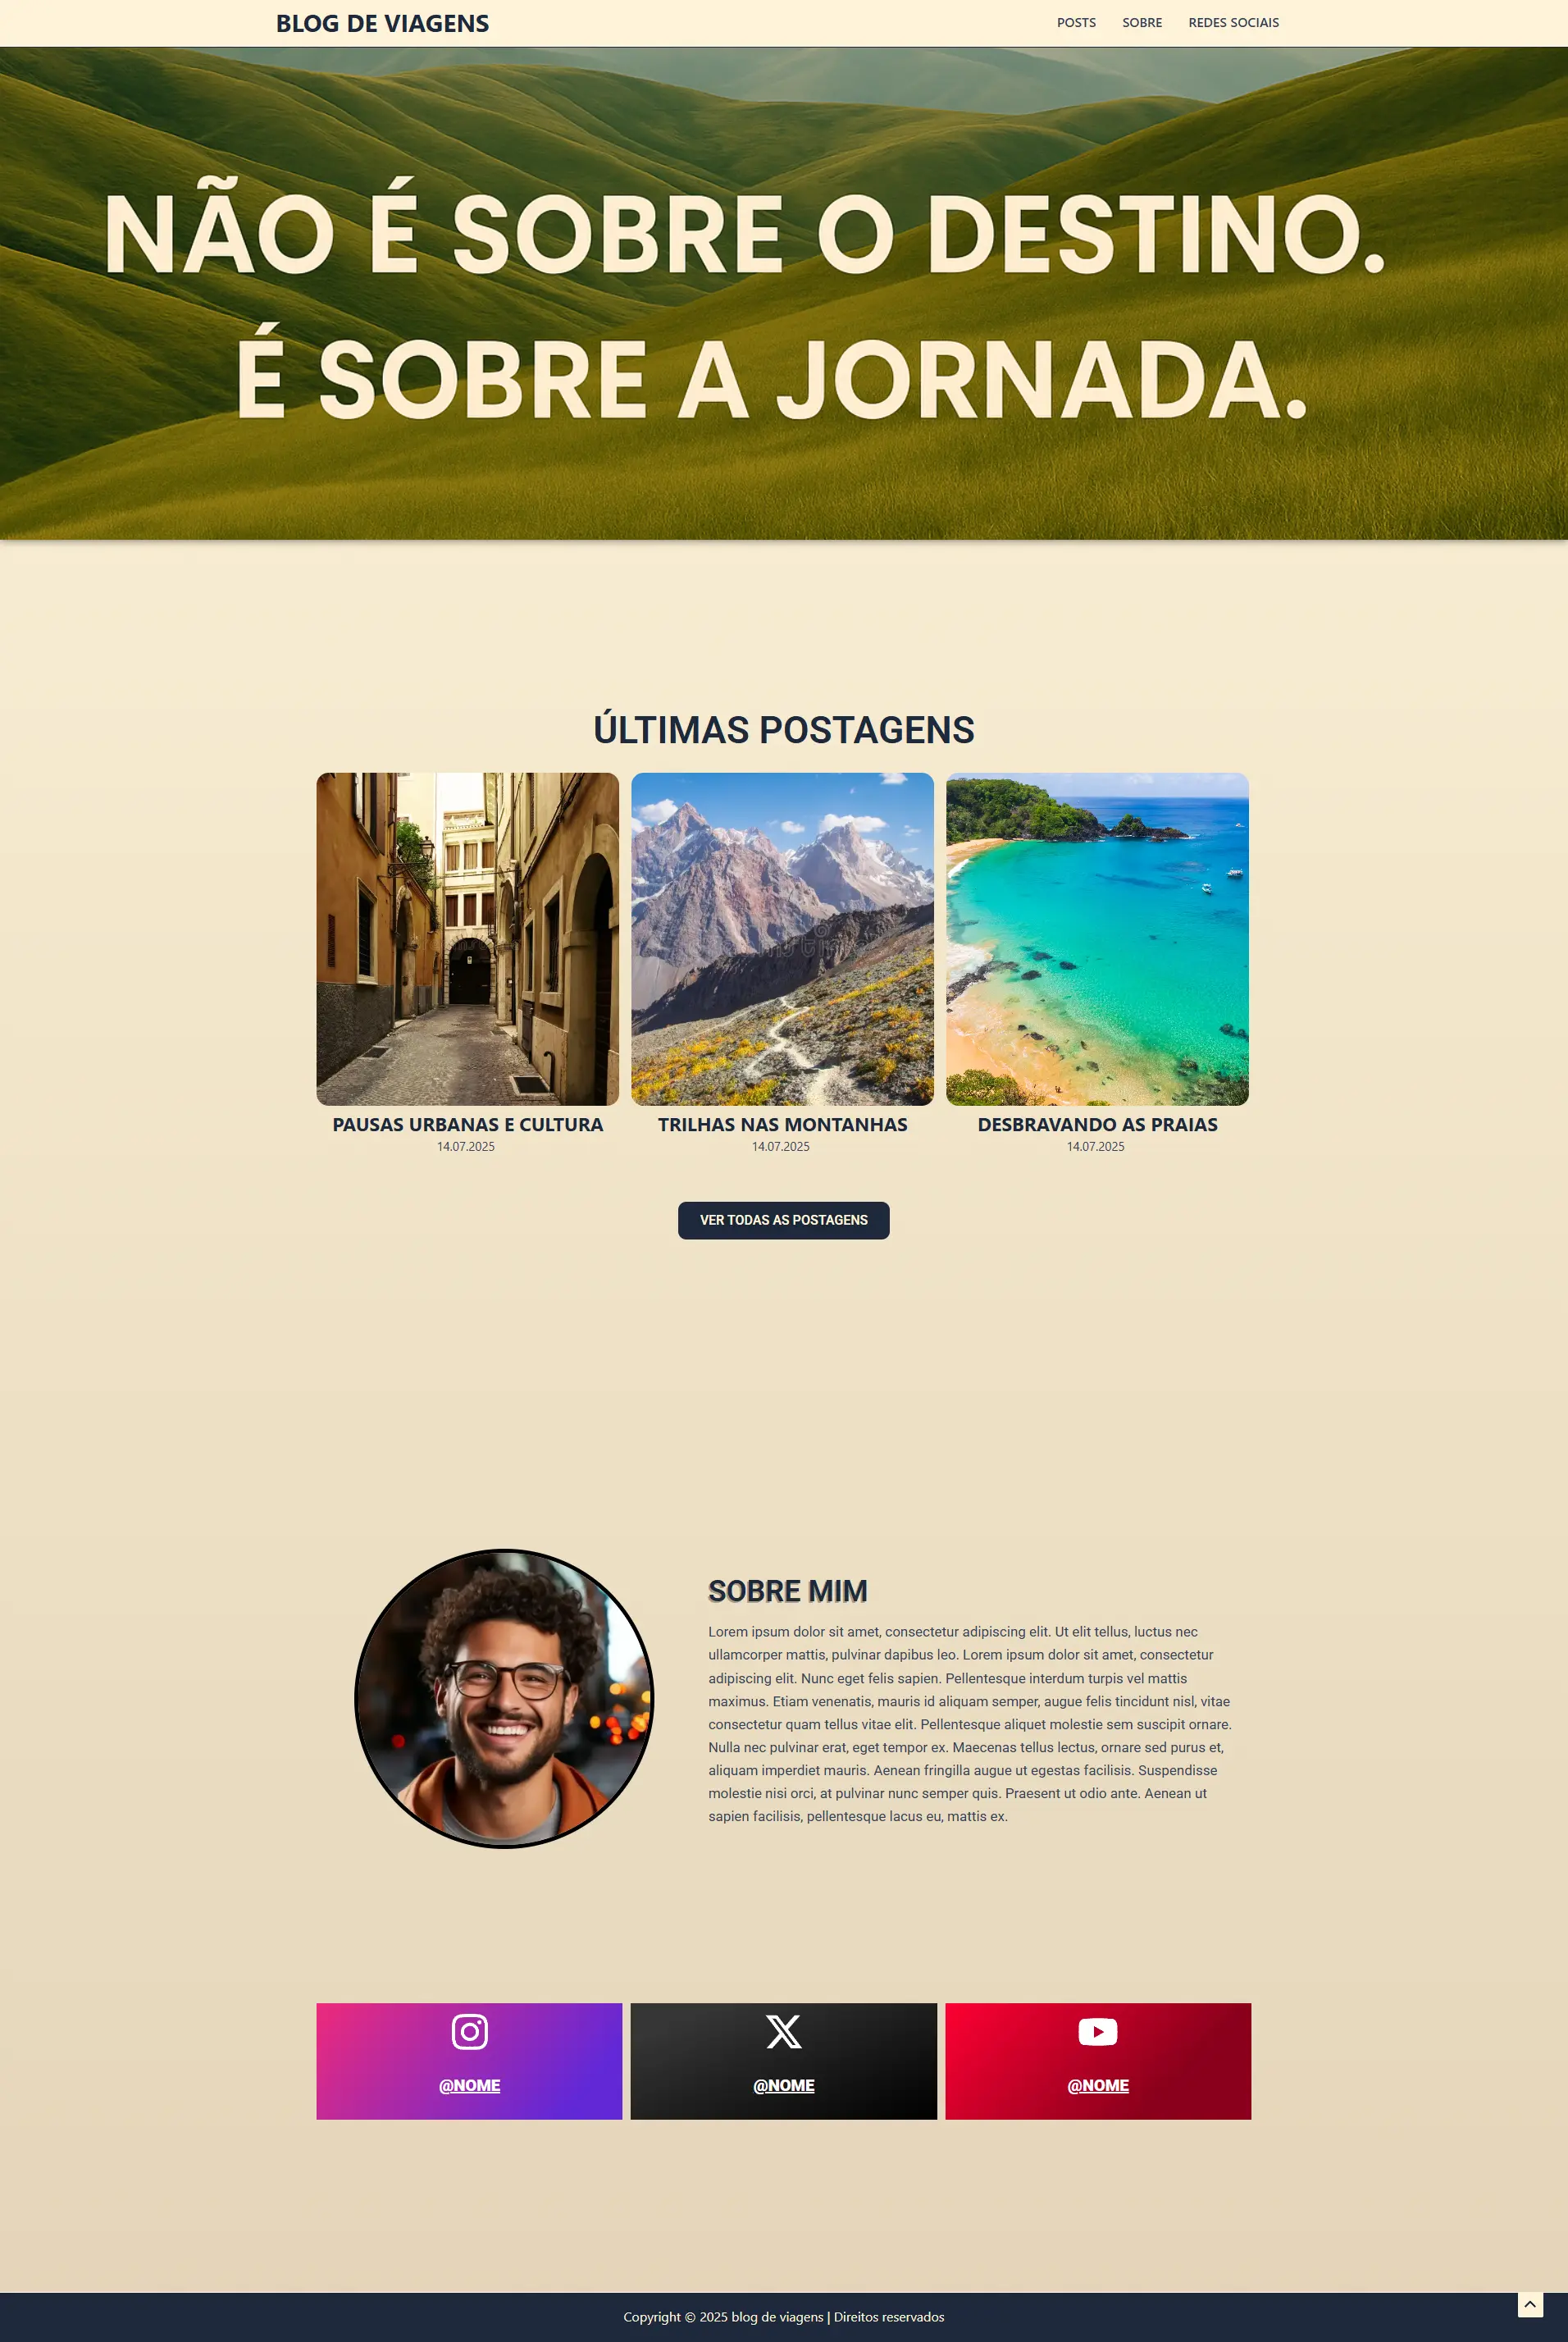 BLOG DE VIAGENS
POSTS SOBRE REDES SOCIAIS
NÃO É SOBRE O DESTINO.
É SOBRE A JORNADA.
ÚLTIMAS POSTAGENS
PAUSAS URBANAS E CULTURA
14.07.2025
TRILHAS NAS MONTANHAS
14.07.2025
DESBRAVANDO AS PRAIAS
14.07.2025
VER TODAS AS POSTAGENS
SOBRE MIM
Lorem ipsum dolor sit amet, consectetur adipiscing elit. Ut elit tellus, luctus nec
ullamcorper mattis, pulvinar dapibus leo. Lorem ipsum dolor sit amet, consectetur
adipiscing elit. Nunc eget felis sapien. Pellentesque interdum turpis vel mattis
maximus. Etiam venenatis, mauris id aliquam semper, augue felis tincidunt nisl, vitae
consectetur quam tellus vitae elit. Pellentesque aliquet molestie sem suscipit ornare.
Nulla nec pulvinar erat, eget tempor ex. Maecenas tellus lectus, ornare sed purus et,
aliquam imperdiet mauris. Aenean fringilla augue ut egestas facilisis. Suspendisse
molestie nisi orci, at pulvinar nunc semper quis. Praesent ut odio ante. Aenean ut
sapien facilisis, pellentesque lacus eu, mattis ex.
@NOME
@NOME
@NOME
Copyright © 2025 blog de viagens | Direitos reservados